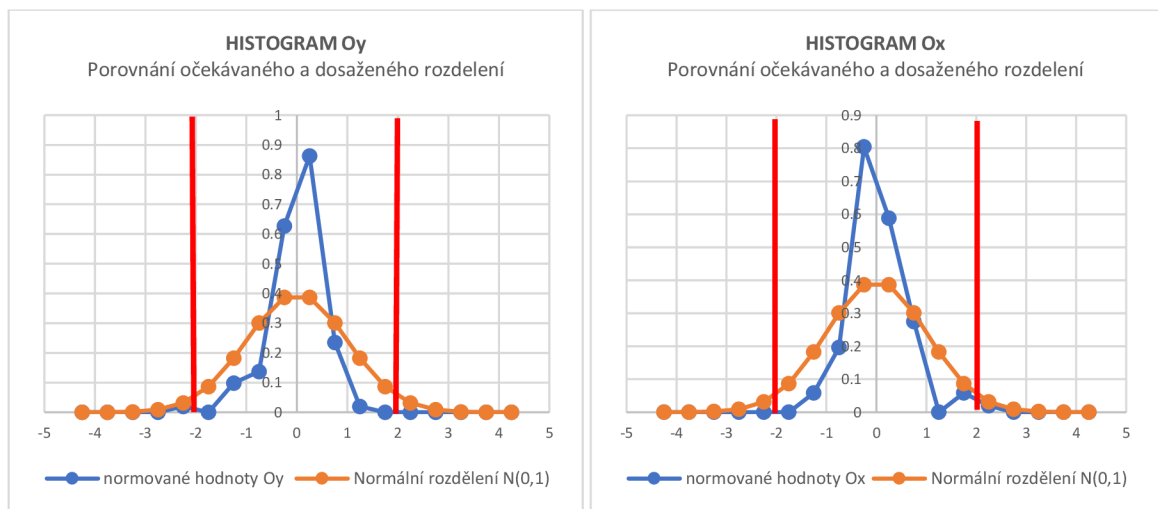 HISTOGRAM Oy
Porovnání očekávaného a dosaženého rozdelení
1
0.9
0.8
0.7
0.6
0.5
0.4
0.3
0.2
0.1
0
-5 -4 -3 -2 -1 0 1 2 3 4 5
normované hodnoty Oy Normální rozdělení N(0,1)
HISTOGRAM Ox
Porovnání očekávaného a dosaženého rozdelení
0.9
0.8
0.7
0.6
0.5
0.4
0.3
0.2
0.1
0
-5 -4 -3 -2 -1 0 1 2 3 4 5
normované hodnoty Ox Normální rozdělení N(0,1)